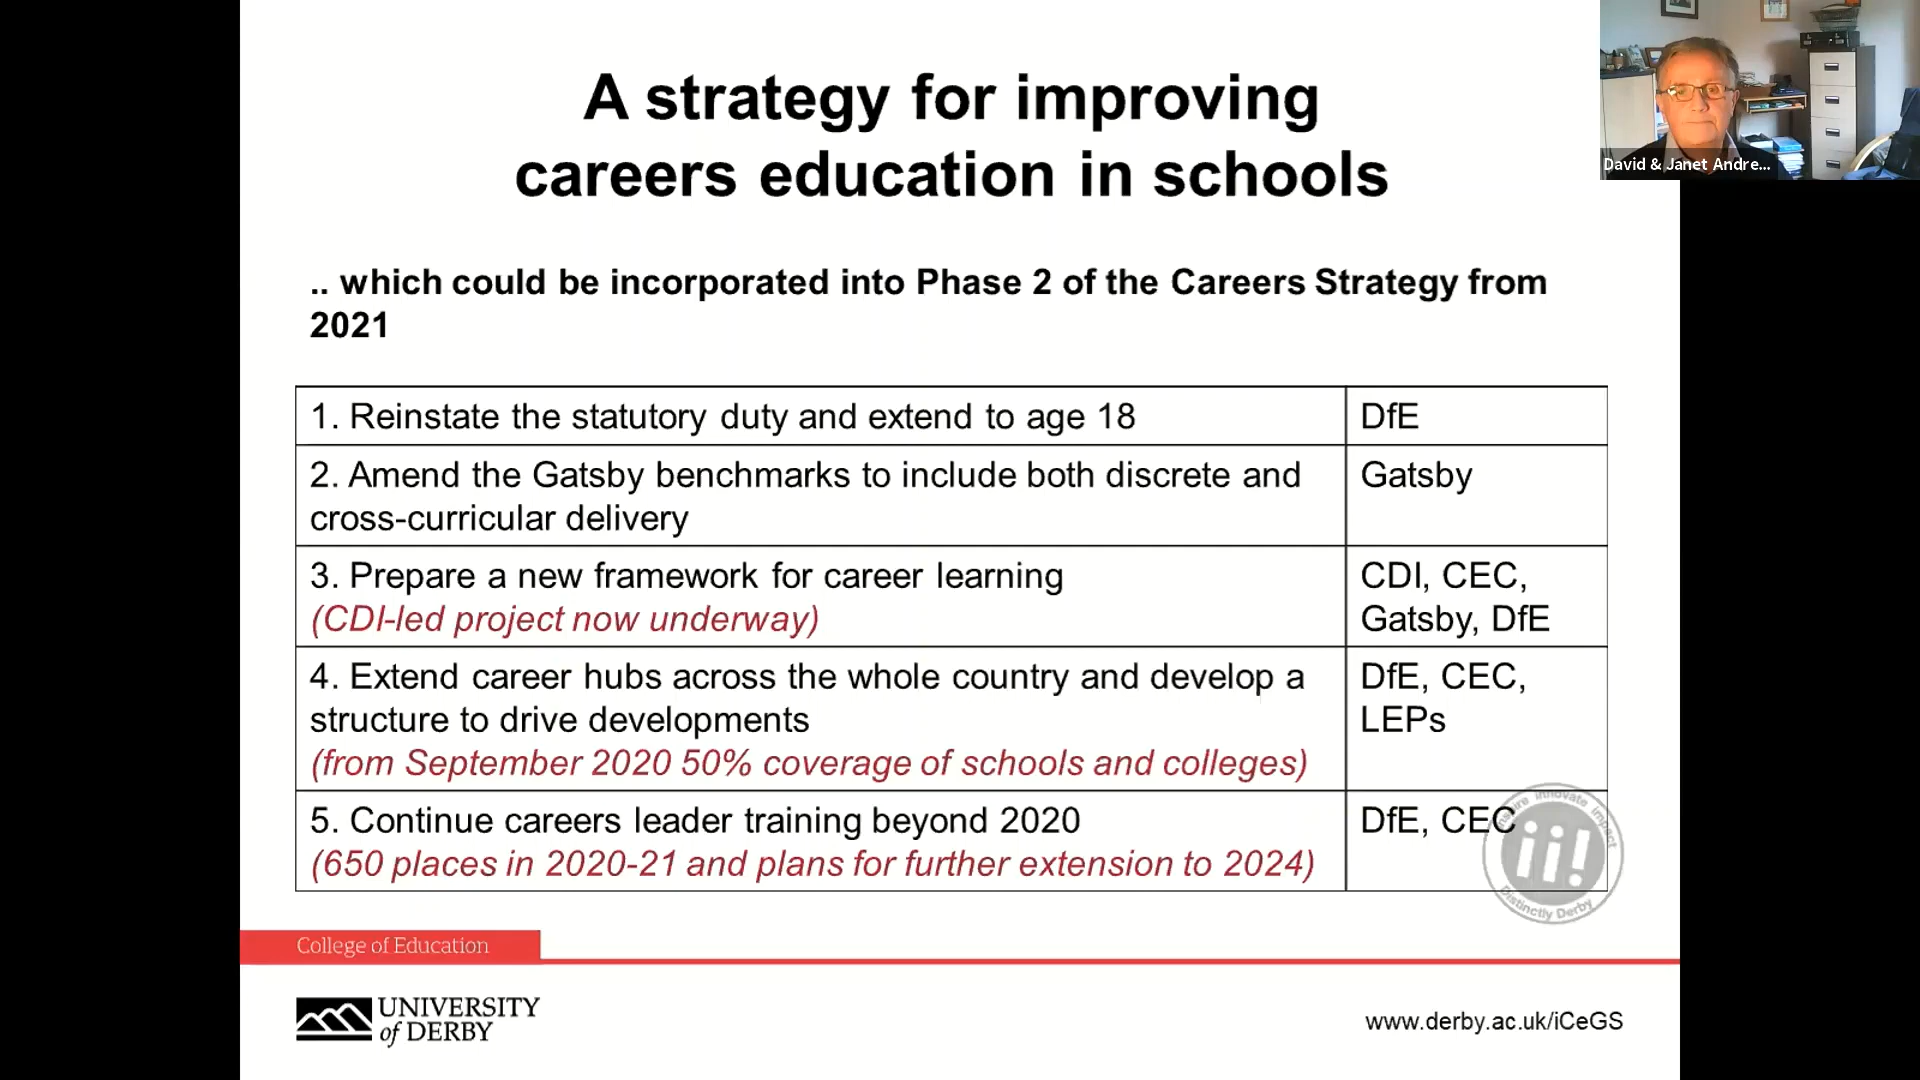 A strategy for improving
careers education in schools
David & Janet Andre...
.. which could be incorporated into Phase 2 of the Careers Strategy from
2021
1. Reinstate the statutory duty and extend to age 18
DfE
2. Amend the Gatsby benchmarks to include both discrete and
cross-curricular delivery
Gatsby
3. Prepare a new framework for career learning
(CDI-led project now underway)
CDI, CEC,
Gatsby, DfE
4. Extend career hubs across the whole country and develop a
structure to drive developments
(from September 2020 50% coverage of schools and colleges)
DfE, CEC,
LEPs
5. Continue careers leader training beyond 2020
(650 places in 2020-21 and plans for further extension to 2024)
DfE, CEC
innovate impact
ii!
Distinctly Derby
College of Education
UNIVERSITY
of DERBY
www.derby.ac.uk/iCeGS